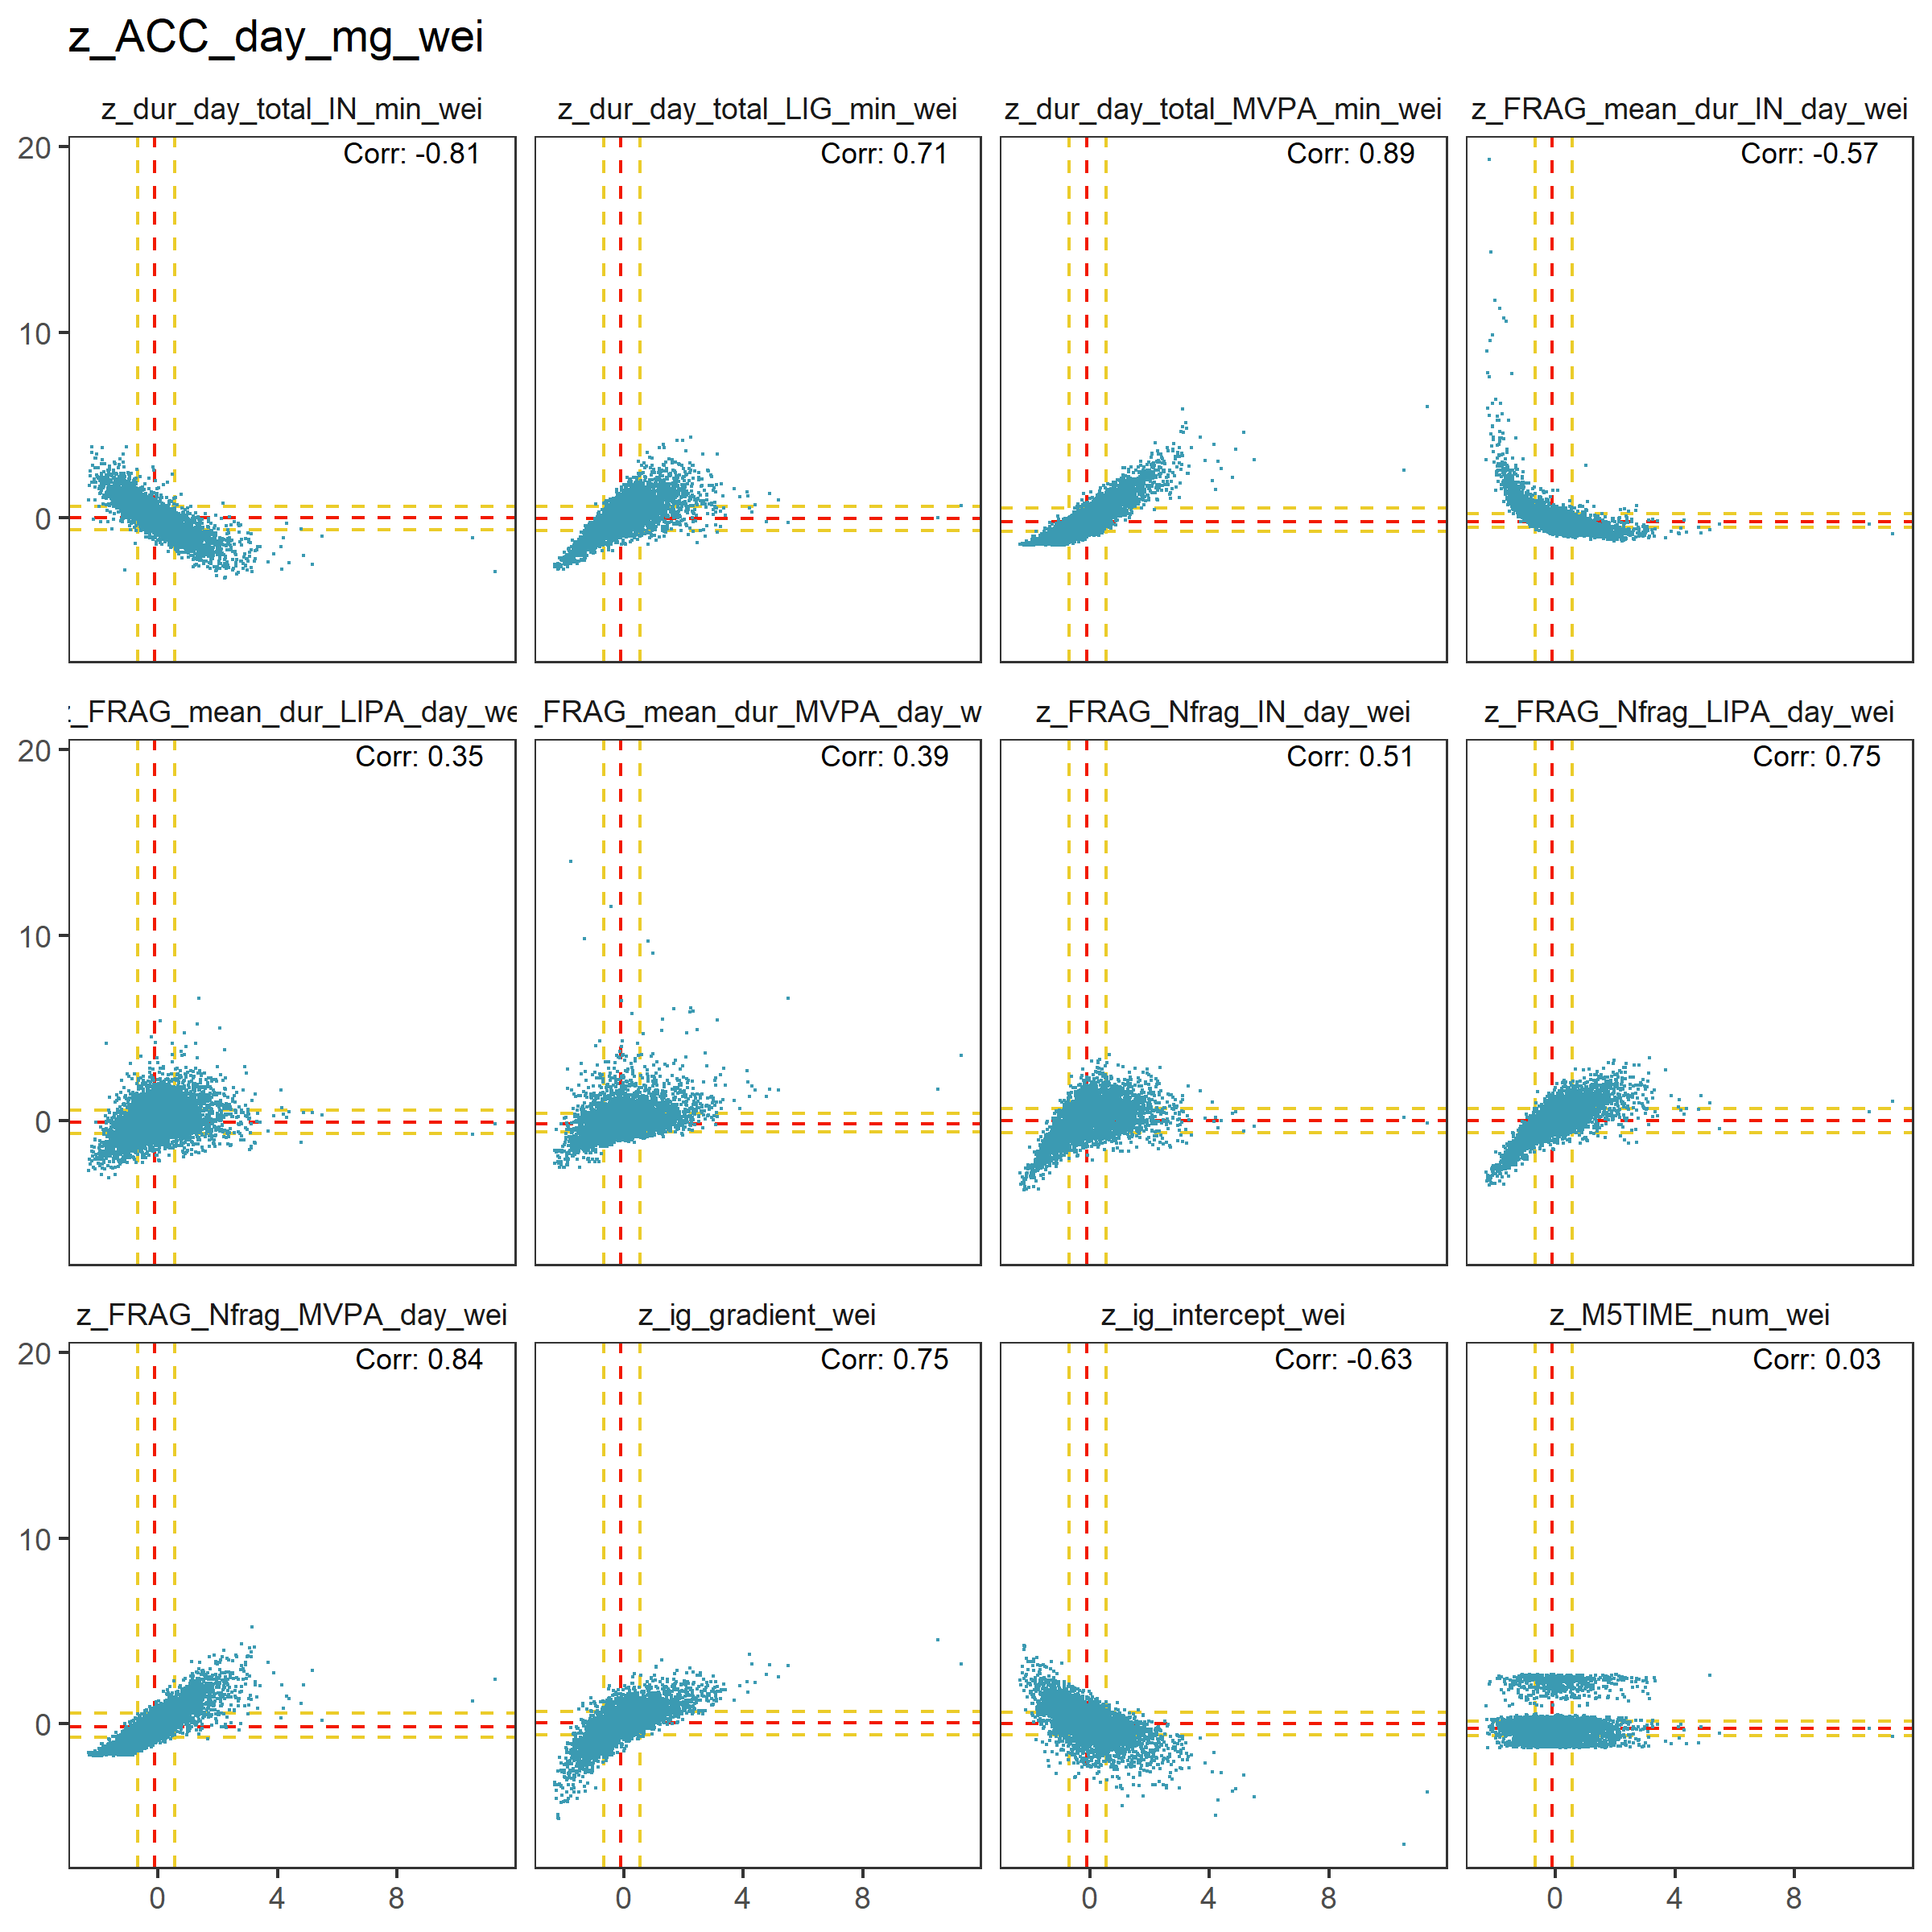 z_ACC_day_mg_wei
z_dur_day_total_IN_min_wei
z_dur_day_total_LIG_min_wei
z_dur_day_total_MVPA_min_wei
z_FRAG_mean_dur_IN_day_wei
20
10
0
Corr: -0.81
Corr: 0.71
Corr: 0.89
Corr: -0.57
_FRAG_mean_dur_LIPA_day_we
_FRAG_mean_dur_MVPA_day_w
z_FRAG_Nfrag_IN_day_wei
z_FRAG_Nfrag_LIPA_day_wei
20
10
0
Corr: 0.35
Corr: 0.39
Corr: 0.51
Corr: 0.75
z_FRAG_Nfrag_MVPA_day_wei
z_ig_gradient_wei
z_ig_intercept_wei
z_M5TIME_num_wei
20
10
0
Corr: 0.84
Corr: 0.75
Corr: -0.63
Corr: 0.03
0 4 8
0 4 8
0 4 8
0 4 8